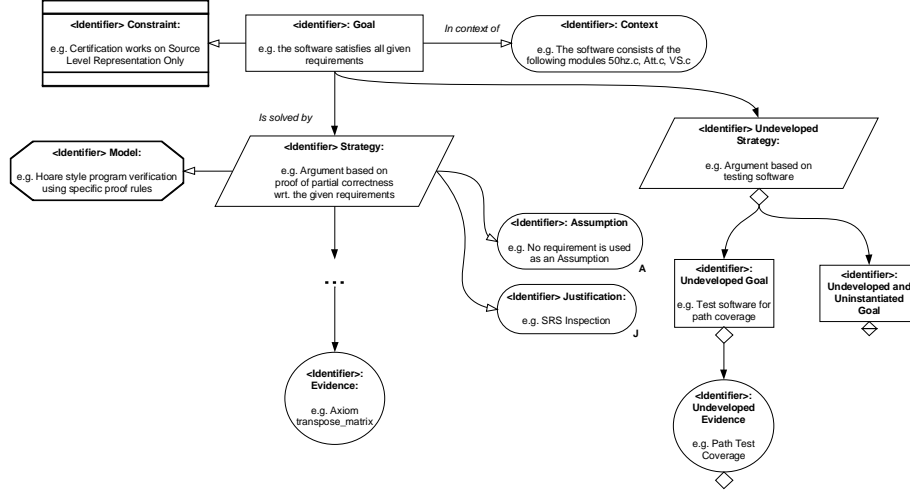 <Identifier> Constraint:
e.g. Certification works on Source
Level Representation Only
<identifier>: Goal
e.g. the software satisfies all given
requirements
In context of
<Identifier>: Context
e.g. The software consists of the
following modules 50hz.c, Att.c, VS.c
Is solved by
<Identifier> Model:
e.g. Hoare style program verification
using specific proof rules
<Identifier> Strategy:
e.g. Argument based on
proof of partial correctness
wrt. the given requirements
<Identifier> Undeveloped
Strategy:
e.g. Argument based on
testing software
<Identifier>: Assumption
e.g. No requirement is used
as an Assumption
A
<Identifier> Justification:
e.g. SRS Inspection
J
...
<identifier>:
Undeveloped Goal
e.g. Test software for
path coverage
<identifier>:
Undeveloped and
Uninstantiated
Goal
<Identifier>:
Evidence:
e.g. Axiom
transpose_matrix
<Identifier>:
Undeveloped
Evidence
e.g. Path Test
Coverage